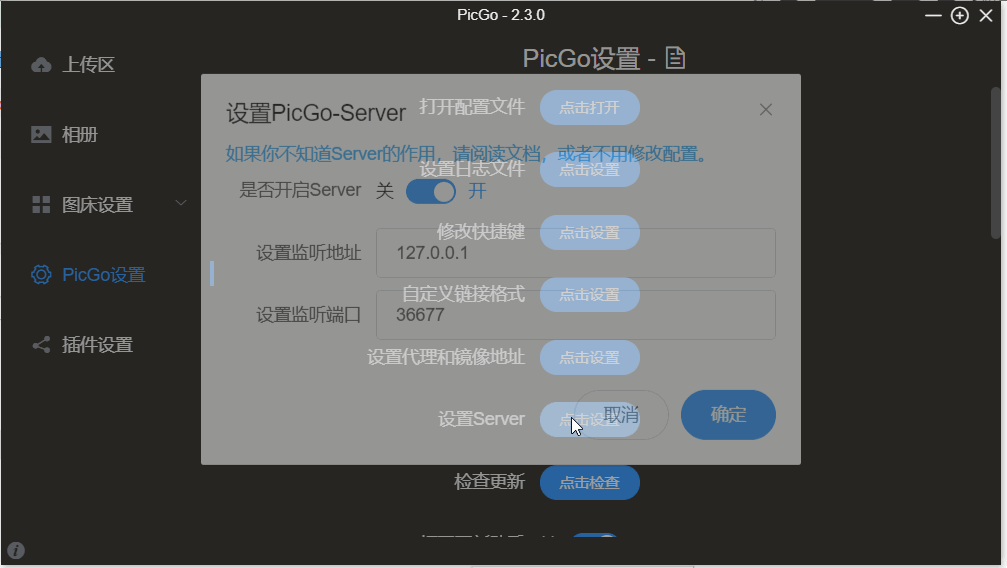 PicGo - 2.3.0
上传区
相册
图床设置
PicGo设置
插件设置
PicGo设置 -
打开配置文件 点击打开
设置PicGo-Server
如果你不知道Server的作用，请阅读文档，或者不用修改配置。
设置日志文件 点击设置
是否开启Server 关 开
修改快捷键 点击设置
设置监听地址 127.0.0.1
自定义链接格式 点击设置
设置监听端口 36677
设置代理和镜像地址 点击设置
设置Server 点击设置
取消 确定
检查更新 点击检查